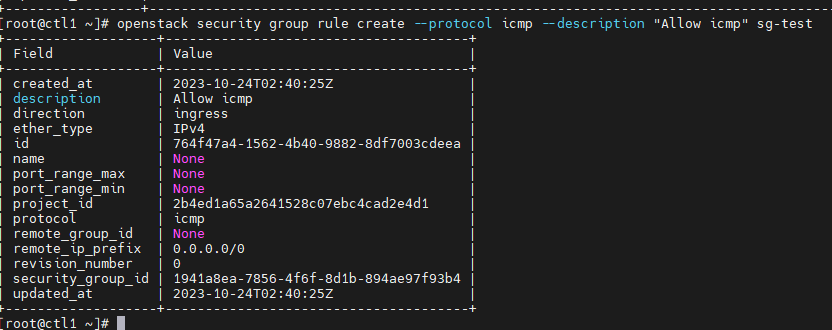 [root@ctl1 ~]# openstack security group rule create --protocol icmp --description "Allow icmp" sg-test
+-------------------+--------------------------------------+
| Field | Value |
+-------------------+--------------------------------------+
| created_at | 2023-10-24T02:40:25Z |
| description | Allow icmp |
| direction | ingress |
| ether_type | IPv4 |
| id | 764f47a4-1562-4b40-9882-8df7003cdeea |
| name | None |
| port_range_max | None |
| port_range_min | None |
| project_id | 2b4ed1a65a2641528c07ebc4cad2e4d1 |
| protocol | icmp |
| remote_group_id | None |
| remote_ip_prefix | 0.0.0.0/0 |
| revision_number | 0 |
| security_group_id | 1941a8ea-7856-4f6f-8d1b-894ae97f93b4 |
| updated_at | 2023-10-24T02:40:25Z |
+-------------------+--------------------------------------+
[root@ctl1 ~]#